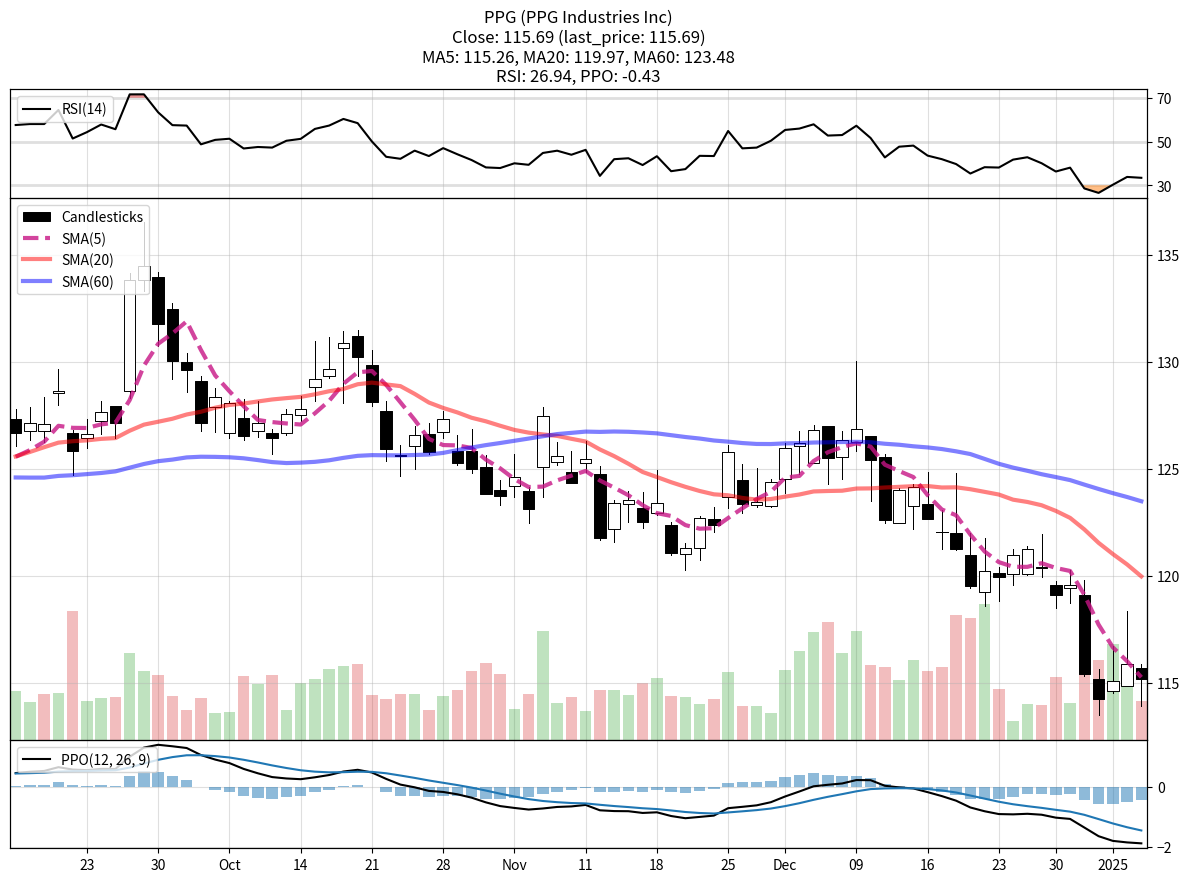 PPG (PPG Industries Inc)
Close: 115.69 (last_price: 115.69)
MA5: 115.26, MA20: 119.97, MA60: 123.48
RSI: 26.94, PPO: -0.43
RSI(14)
70
50
30
Candlesticks
SMA(5)
SMA(20)
SMA(60)
135
130
125
120
115
PPO(12, 26, 9)
0
−2
23 30 Oct 14 21 28 Nov 11 18 25 Dec 09 16 23 30 2025